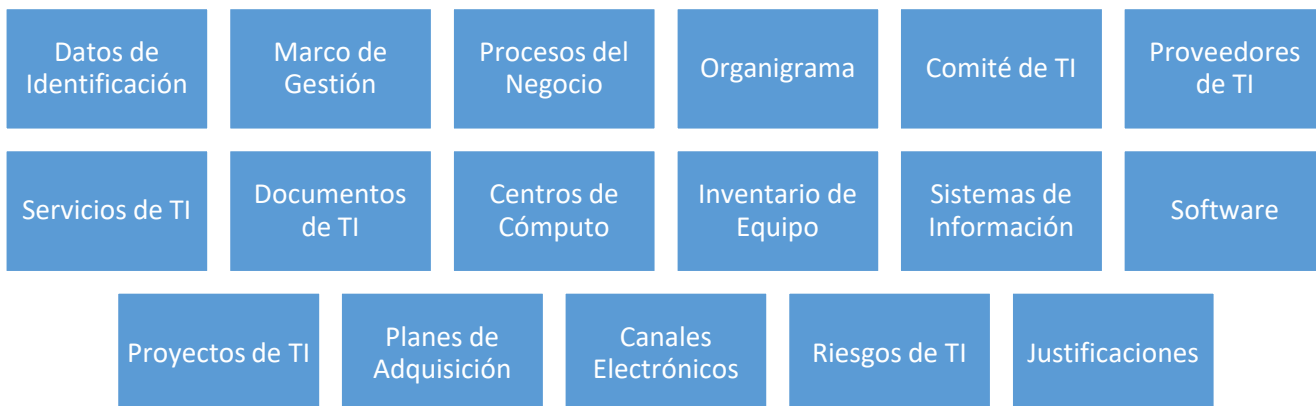 Datos de
Identificación
Marco de
Gestión
Procesos del
Negocio
Organigrama
Comité de TI
Proveedores
de TI
Servicios de TI
Documentos
de TI
Centros de
Cómputo
Inventario de
Equipo
Sistemas de
Información
Software
Proyectos de TI
Planes de
Adquisición
Canales
Electrónicos
Riesgos de TI
Justificaciones